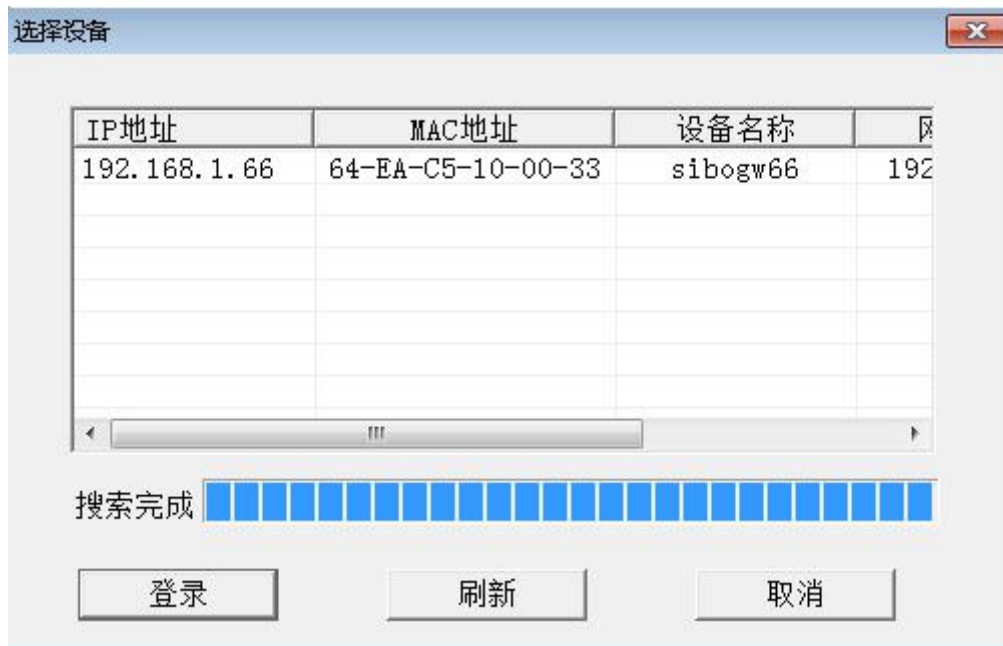 选择设备
IP地址 MAC地址 设备名称
192.168.1.66 64-EA-C5-10-00-33 sibogw66 192
搜索完成
登录 刷新 取消